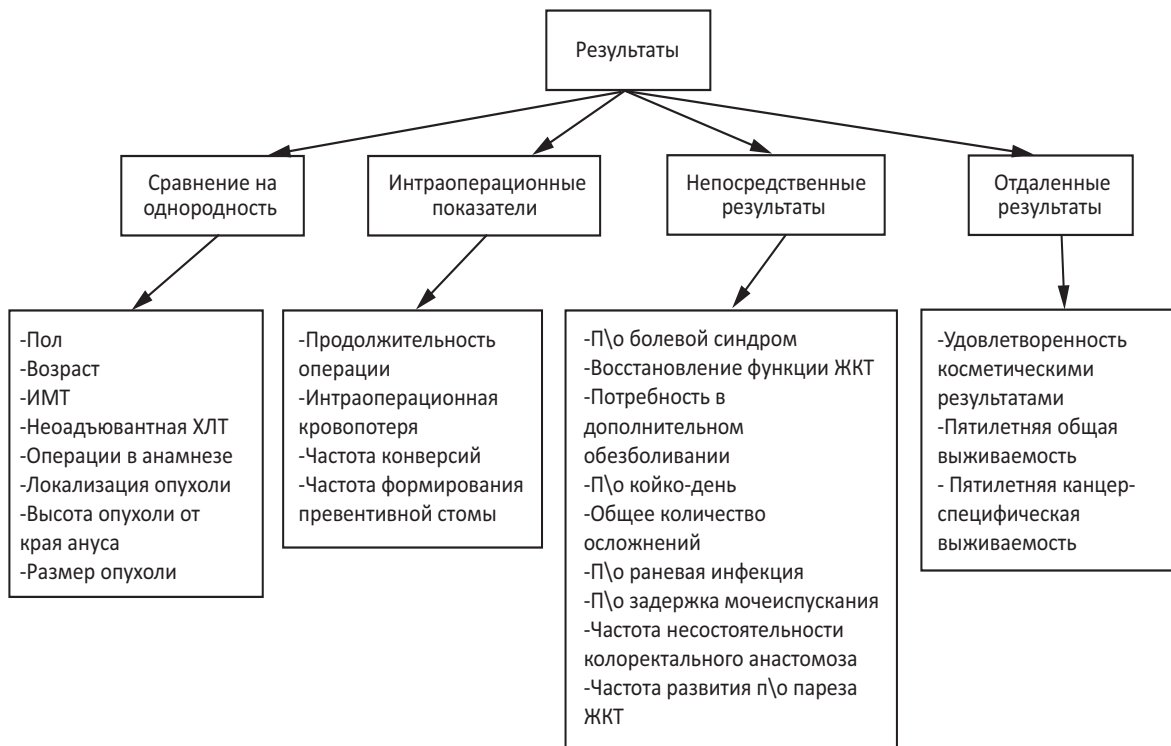 Результаты
Сравнение на
однородность
Интраоперационные
показатели
Непосредственные
результаты
Отдаленные
результаты
-Пол
-Возраст
-ИМТ
-Неоадъювантная ХЛТ
-Операции в анамнезе
-Локализация опухоли
-Высота опухоли от
края ануса
-Размер опухоли
-Продолжительность
операции
-Интраоперационная
кровопотеря
-Частота конверсий
-Частота формирования
превентивной стомы
-П\о болевой синдром
-Восстановление функции ЖКТ
-Потребность в
дополнительном
обезболивании
-П\о койко-день
-Общее количество
осложнений
-П\о раневая инфекция
-П\о задержка мочеиспускания
-Частота несостоятельности
колоректального анастомоза
-Частота развития п\о пареза
ЖКТ
-Удовлетворенность
косметическими
результатами
-Пятилетняя общая
выживаемость
- Пятилетняя канцер-
специфическая
выживаемость